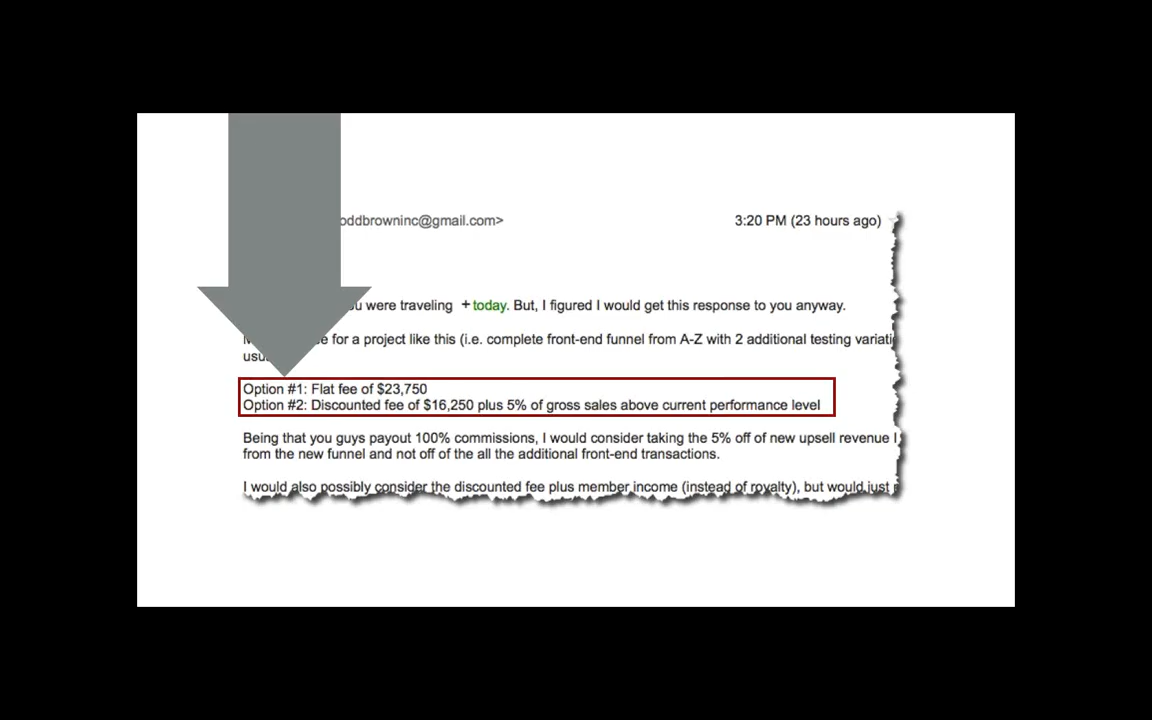 oddbrowninc@gmail.com> 3:20 PM (23 hours ago)
were traveling +today. But, I figured I would get this response to you anyway.
for a project like this (i.e. complete front-end funnel from A-Z with 2 additional testing
Option #1: Flat fee of $23,750
Option #2: Discounted fee of $16,250 plus 5% of gross sales above current performance level
Being that you guys payout 100% commissions, I would consider taking the 5% off of new upsell revenue
from the new funnel and not off of the all the additional front-end transactions.
I would also possibly consider the discounted fee plus member income (instead of royalty), but would just